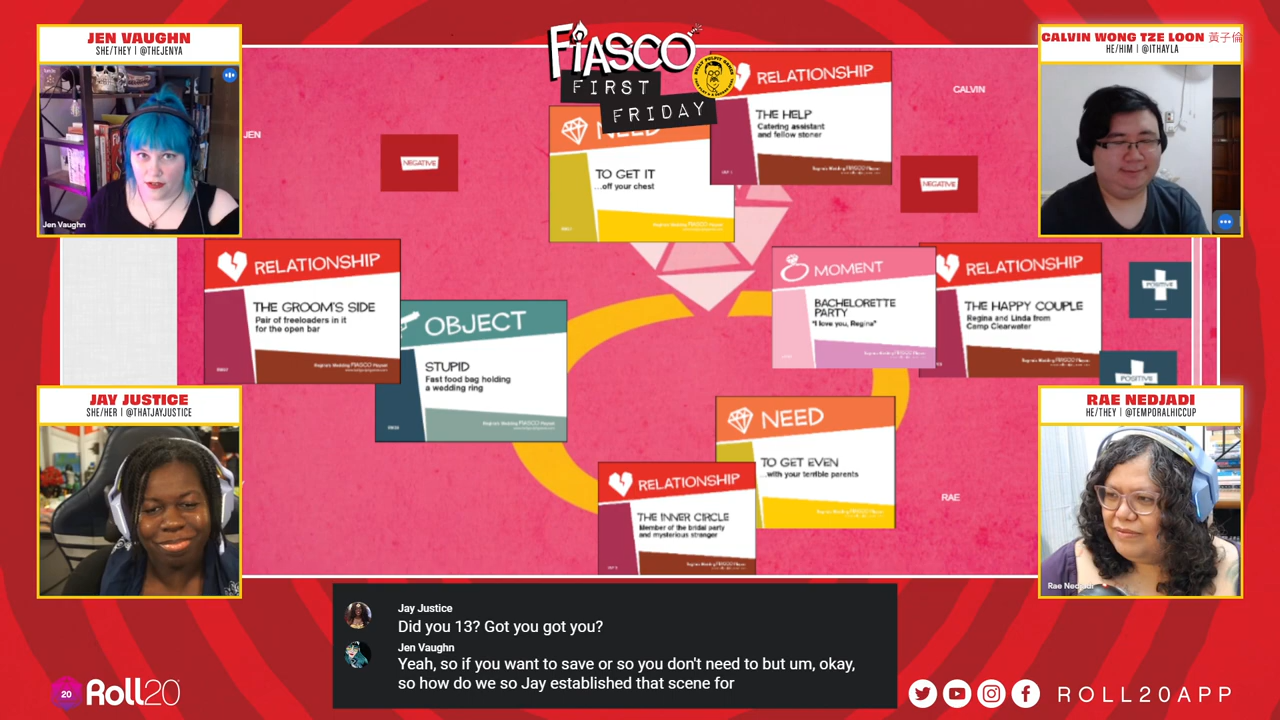 JEN VAUGHN
SHE/THEY | @THEJENYA
Jen Vaughn
FIASCO
FIRST
FRIDAY
CALVIN WONG TZE LOON 黃子倫
HE/HIM | @ITHAYLA
JEN
CALVIN
NEGATIVE
NEED
TO GET IT
...off your chest
RELATIONSHIP
THE HELP
Catering assistant
and fellow stoner
NEGATIVE
RELATIONSHIP
THE GROOM'S SIDE
Pair of freeloaders in it
for the open bar
OBJECT
STUPID
Fast food bag holding
a wedding ring
MOMENT
BACHELORETTE
PARTY
"I love you, Regina"
RELATIONSHIP
THE HAPPY COUPLE
Regina and Linda from
Camp Clearwater
POSITIVE
POSITIVE
NEED
TO GET EVEN
...with your terrible parents
RELATIONSHIP
THE INNER CIRCLE
Member of the bridal party
and mysterious stranger
RAE
JAY JUSTICE
SHE/HER | @THATJAYJUSTICE
RAE NEDJADI
HE/THEY | @TEMPORALHICCUP
Rae Nedjadi
Jay Justice
Did you 13? Got you got you?
Jen Vaughn
Yeah, so if you want to save or so you don't need to but um, okay,
so how do we so Jay established that scene for
20
Roll20
ROLL20APP